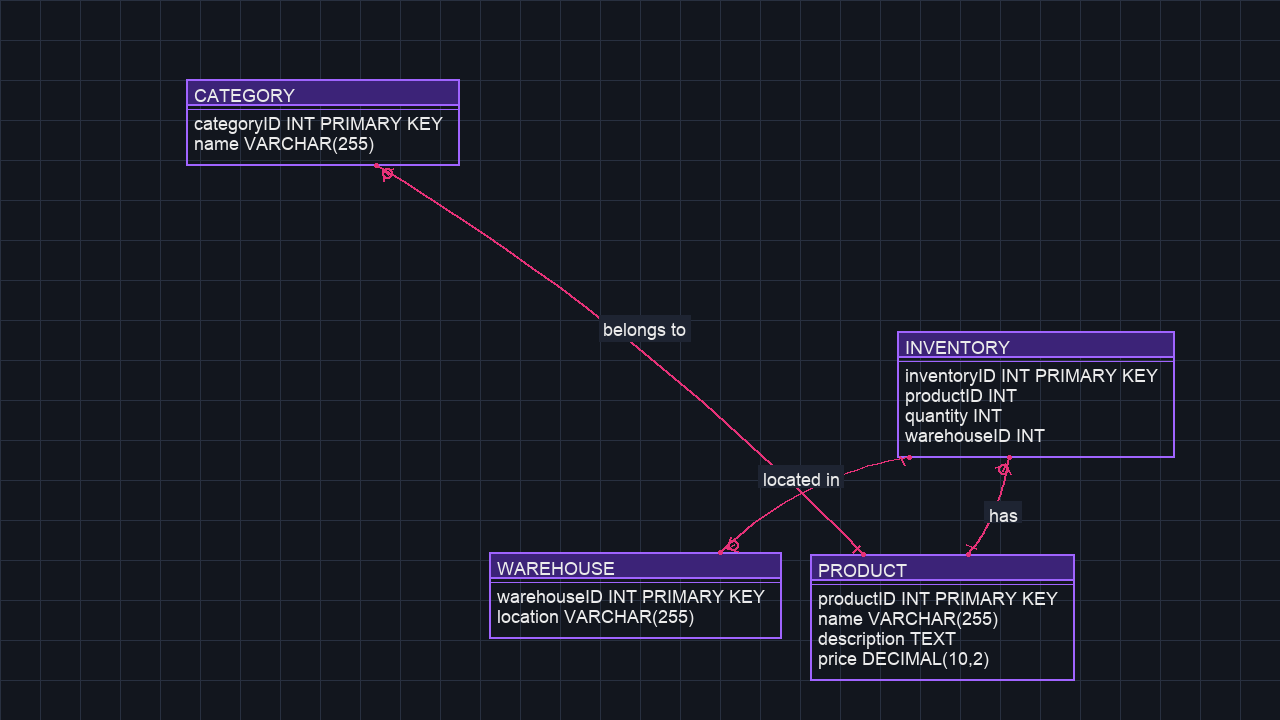 CATEGORY
categoryID INT PRIMARY KEY
name VARCHAR(255)
belongs to
INVENTORY
inventoryID INT PRIMARY KEY
productID INT
quantity INT
warehouseID INT
located in
has
WAREHOUSE
warehouseID INT PRIMARY KEY
location VARCHAR(255)
PRODUCT
productID INT PRIMARY KEY
name VARCHAR(255)
description TEXT
price DECIMAL(10,2)